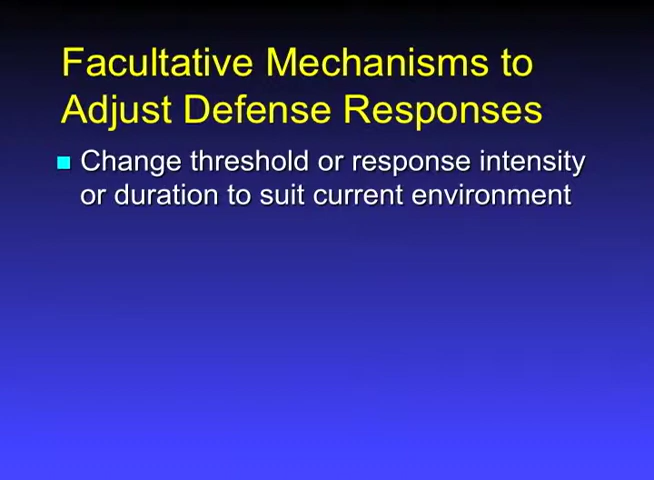 Facultative Mechanisms to
Adjust Defense Responses
Change threshold or response intensity
or duration to suit current environment